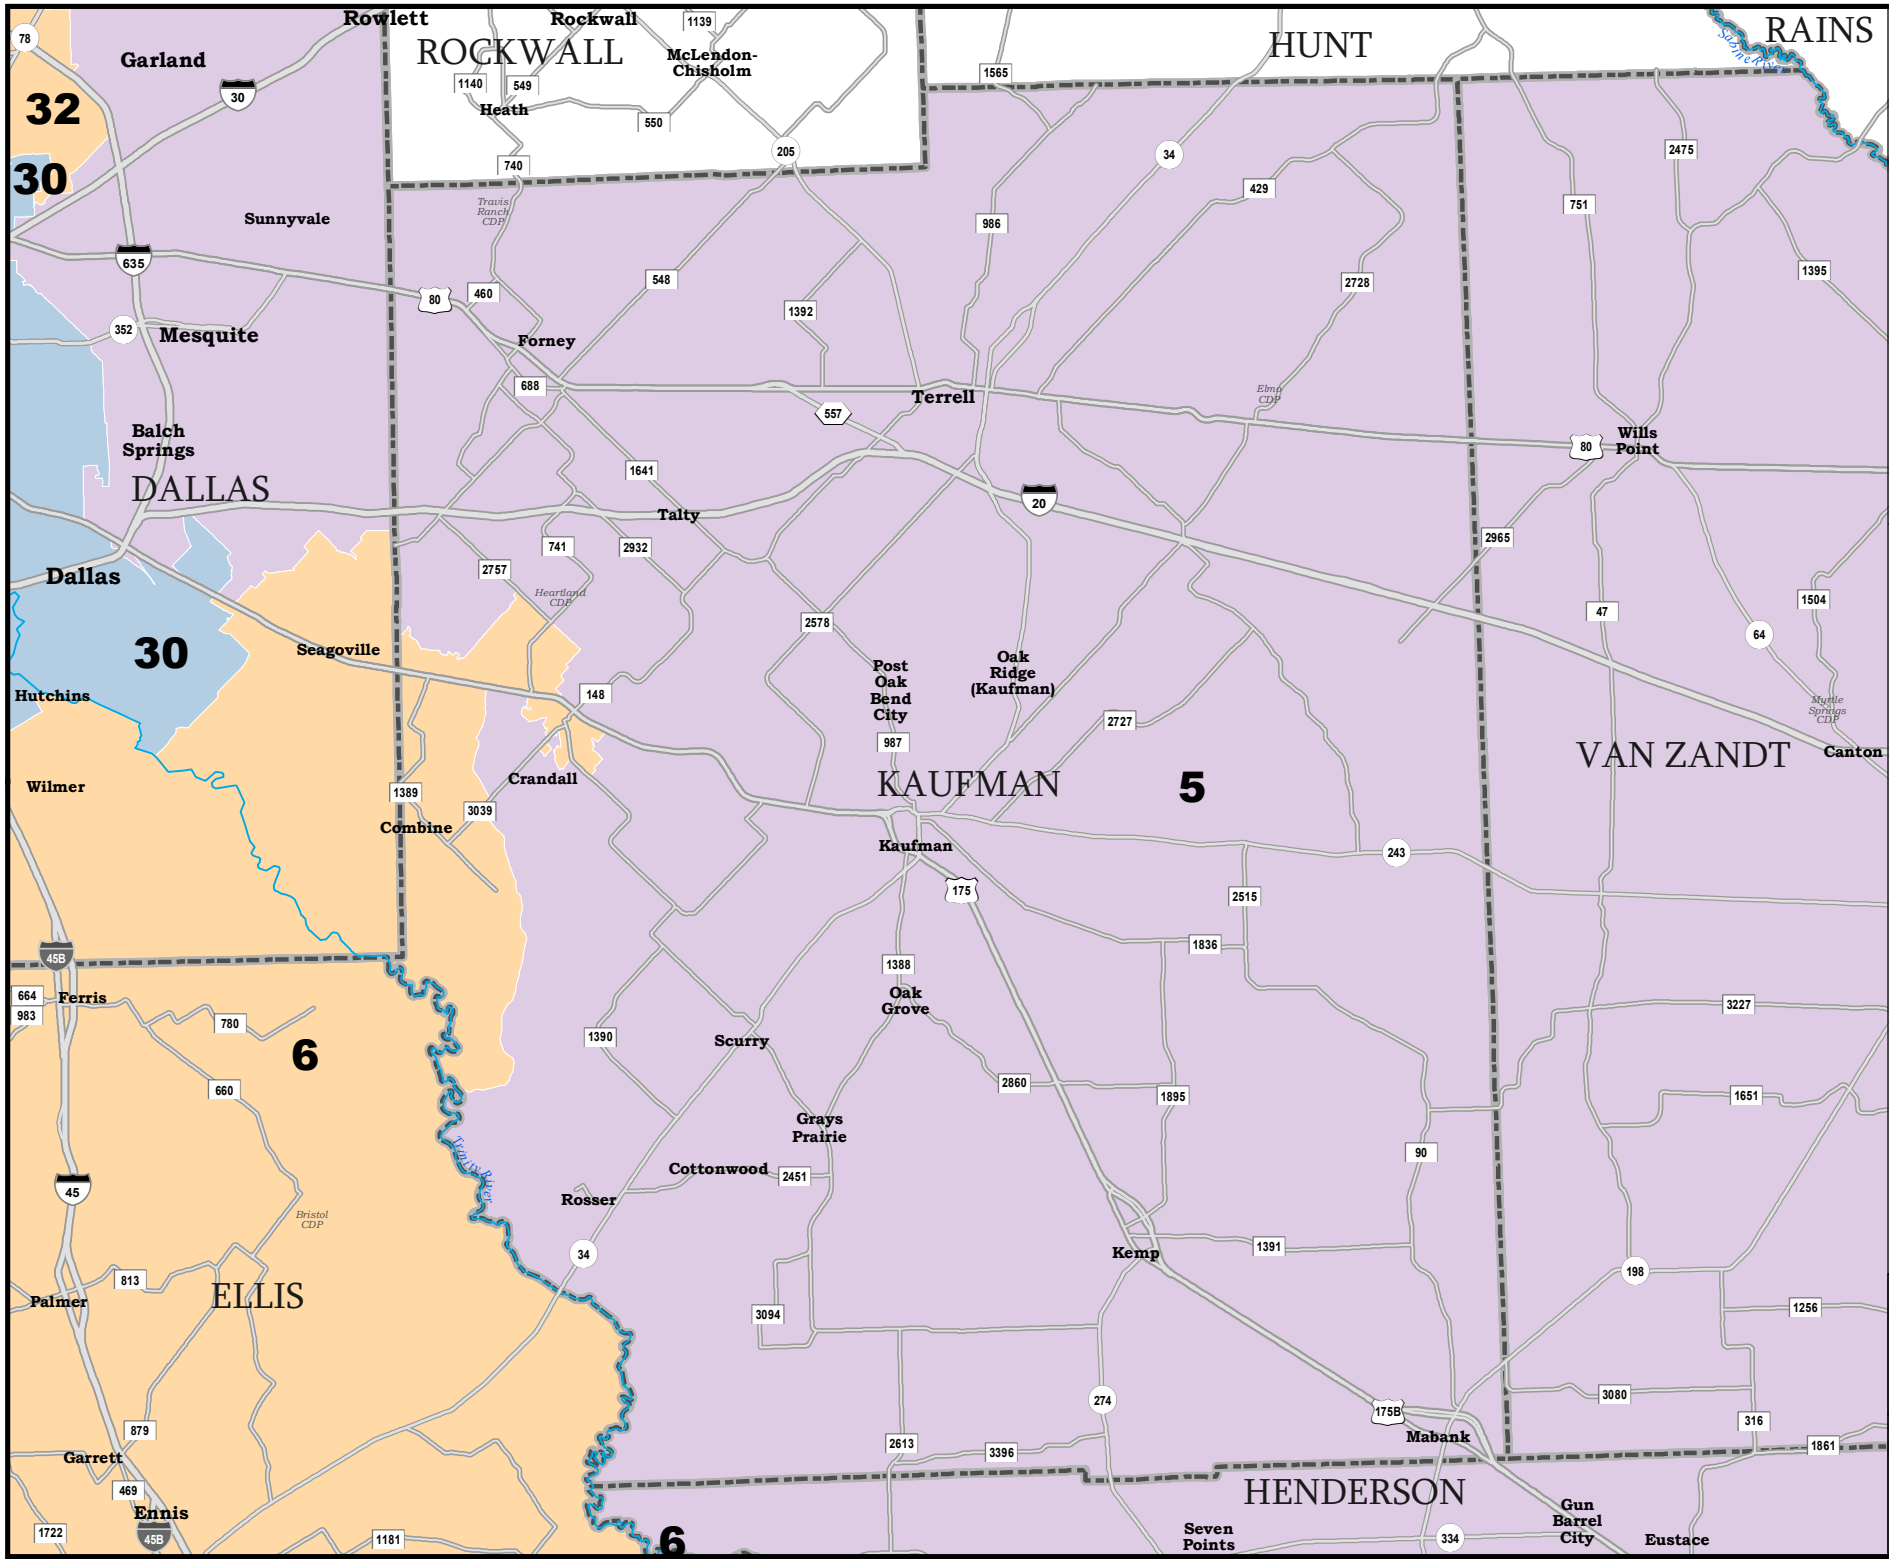 Rowlett
Rockwall
1139
RAINS
78
Garland
ROCKWALL
McLendon-
Chisholm
HUNT
Sabine River
1565
30
1140
549
32
Heath
550
205
34
2475
740
30
429
Travis
Ranch
CDP
Sunnyvale
986
751
635
548
2728
1395
80
460
1392
352
Mesquite
Forney
688
Terrell
Elmo
CDP
557
Balch
Springs
80
Wills
Point
1641
DALLAS
20
Talty
2965
741
2932
2757
Dallas
Heartland
CDP
1504
47
2578
64
30
Seagoville
Post
Oak
Bend
City
Oak
Ridge
(Kaufman)
148
Hutchins
Myrtle
Springs
CDP
2727
987
VAN ZANDT
Canton
Wilmer
Crandall
KAUFMAN
5
1389
3039
Combine
Kaufman
243
175
2515
1836
45B
1388
664
Ferris
983
Oak
Grove
3227
780
1390
Scurry
6
2860
660
1895
1651
Grays
Prairie
Trinity River
90
Cottonwood
2451
45
Rosser
Bristol
CDP
34
Kemp
1391
198
813
ELLIS
Palmer
3094
1256
274
3080
175B
316
879
Mabank
2613
3396
1861
Garrett
469
HENDERSON
Ennis
45B
1722
1181
6
Seven
Points
334
Gun
Barrel
City
Eustace